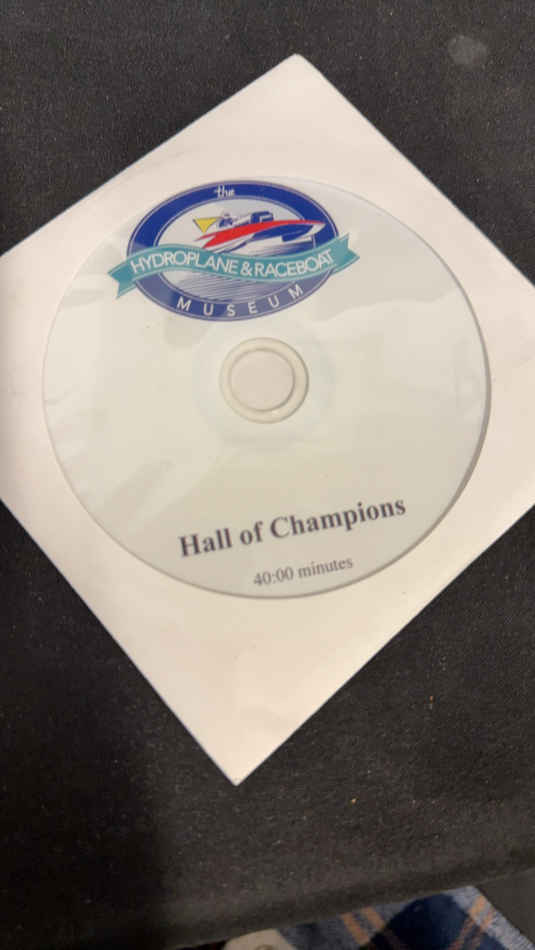 the
HYDROPLANE & RACEBOAT
MUSEUM
Hall of Champions
40:00 minutes